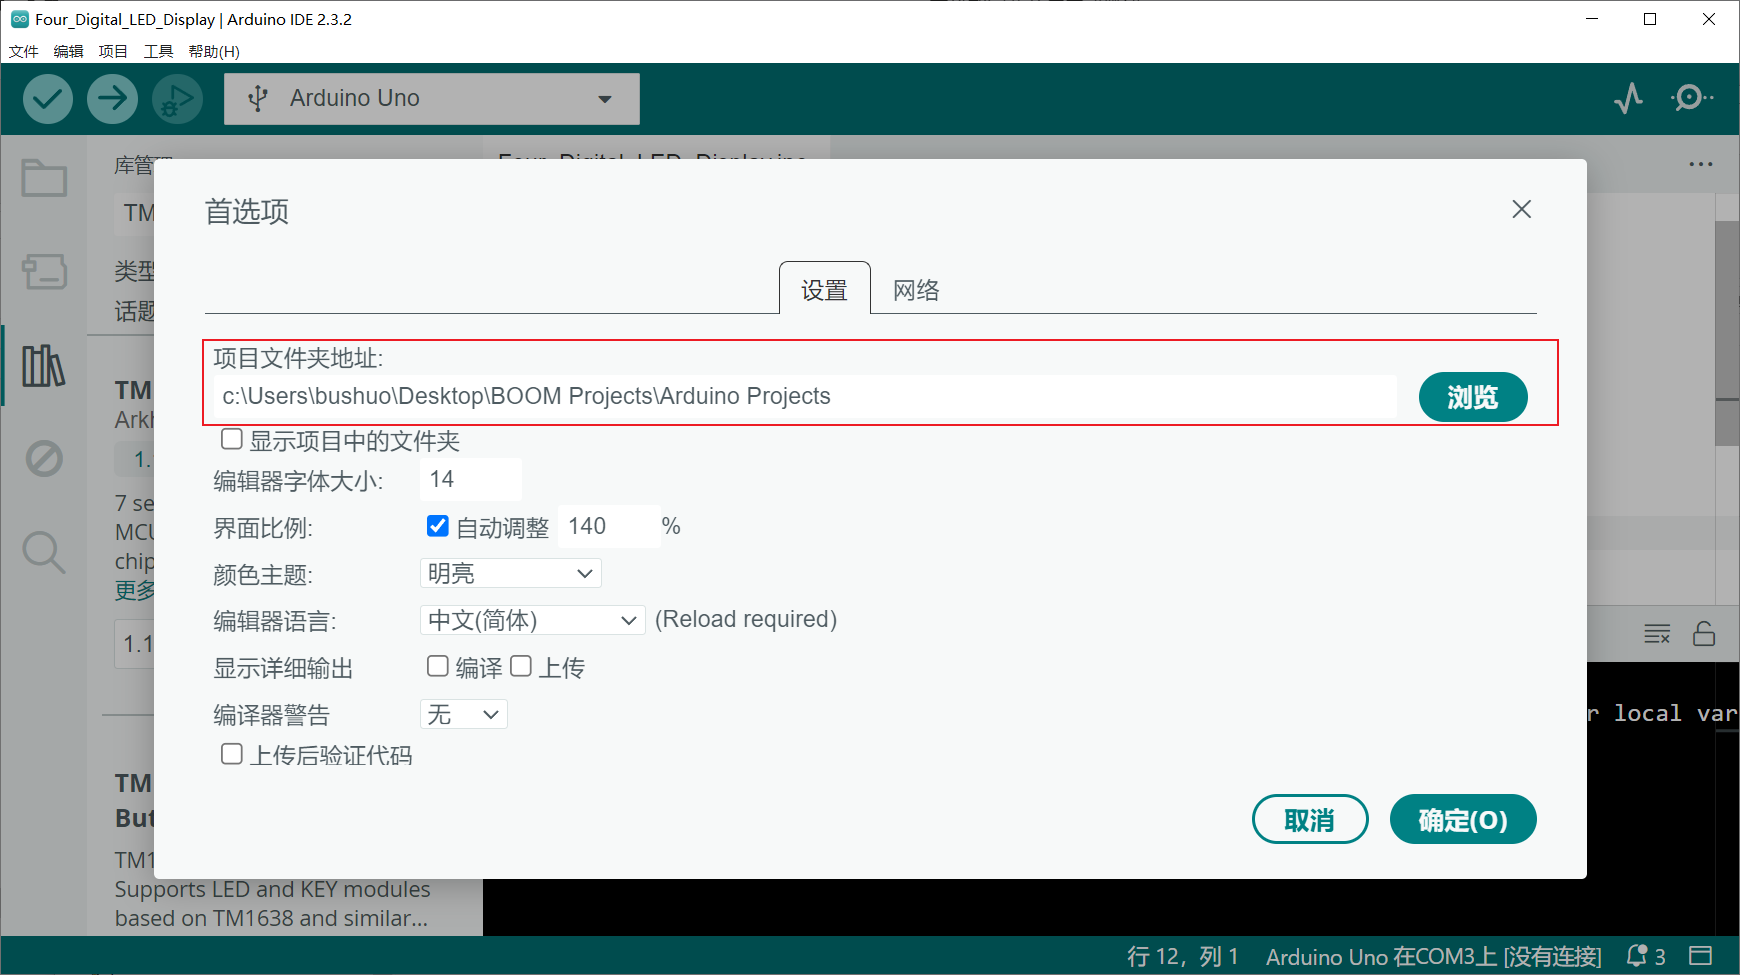 Four_Digital_LED_Display | Arduino IDE 2.3.2
文件 编辑 项目 工具 帮助(H)
Arduino Uno
库管
TM
类型
话题
TM
Arkh
1.
7 se
MCU
chip
更多
1.1
TM
But
TM1
Supports LED and KEY modules
based on TM1638 and similar...
Four_Digital_LED_Display.ino
首选项
设置 网络
项目文件夹地址:
c:\Users\bushuo\Desktop\BOOM Projects\Arduino Projects
浏览
显示项目中的文件夹
编辑器字体大小: 14
界面比例: 自动调整 140 %
颜色主题: 明亮
编辑器语言: 中文(简体) (Reload required)
显示详细输出 编译 上传
编译器警告 无
上传后验证代码
取消 确定(O)
r local var
行 12，列 1 Arduino Uno 在COM3上 [没有连接] 3